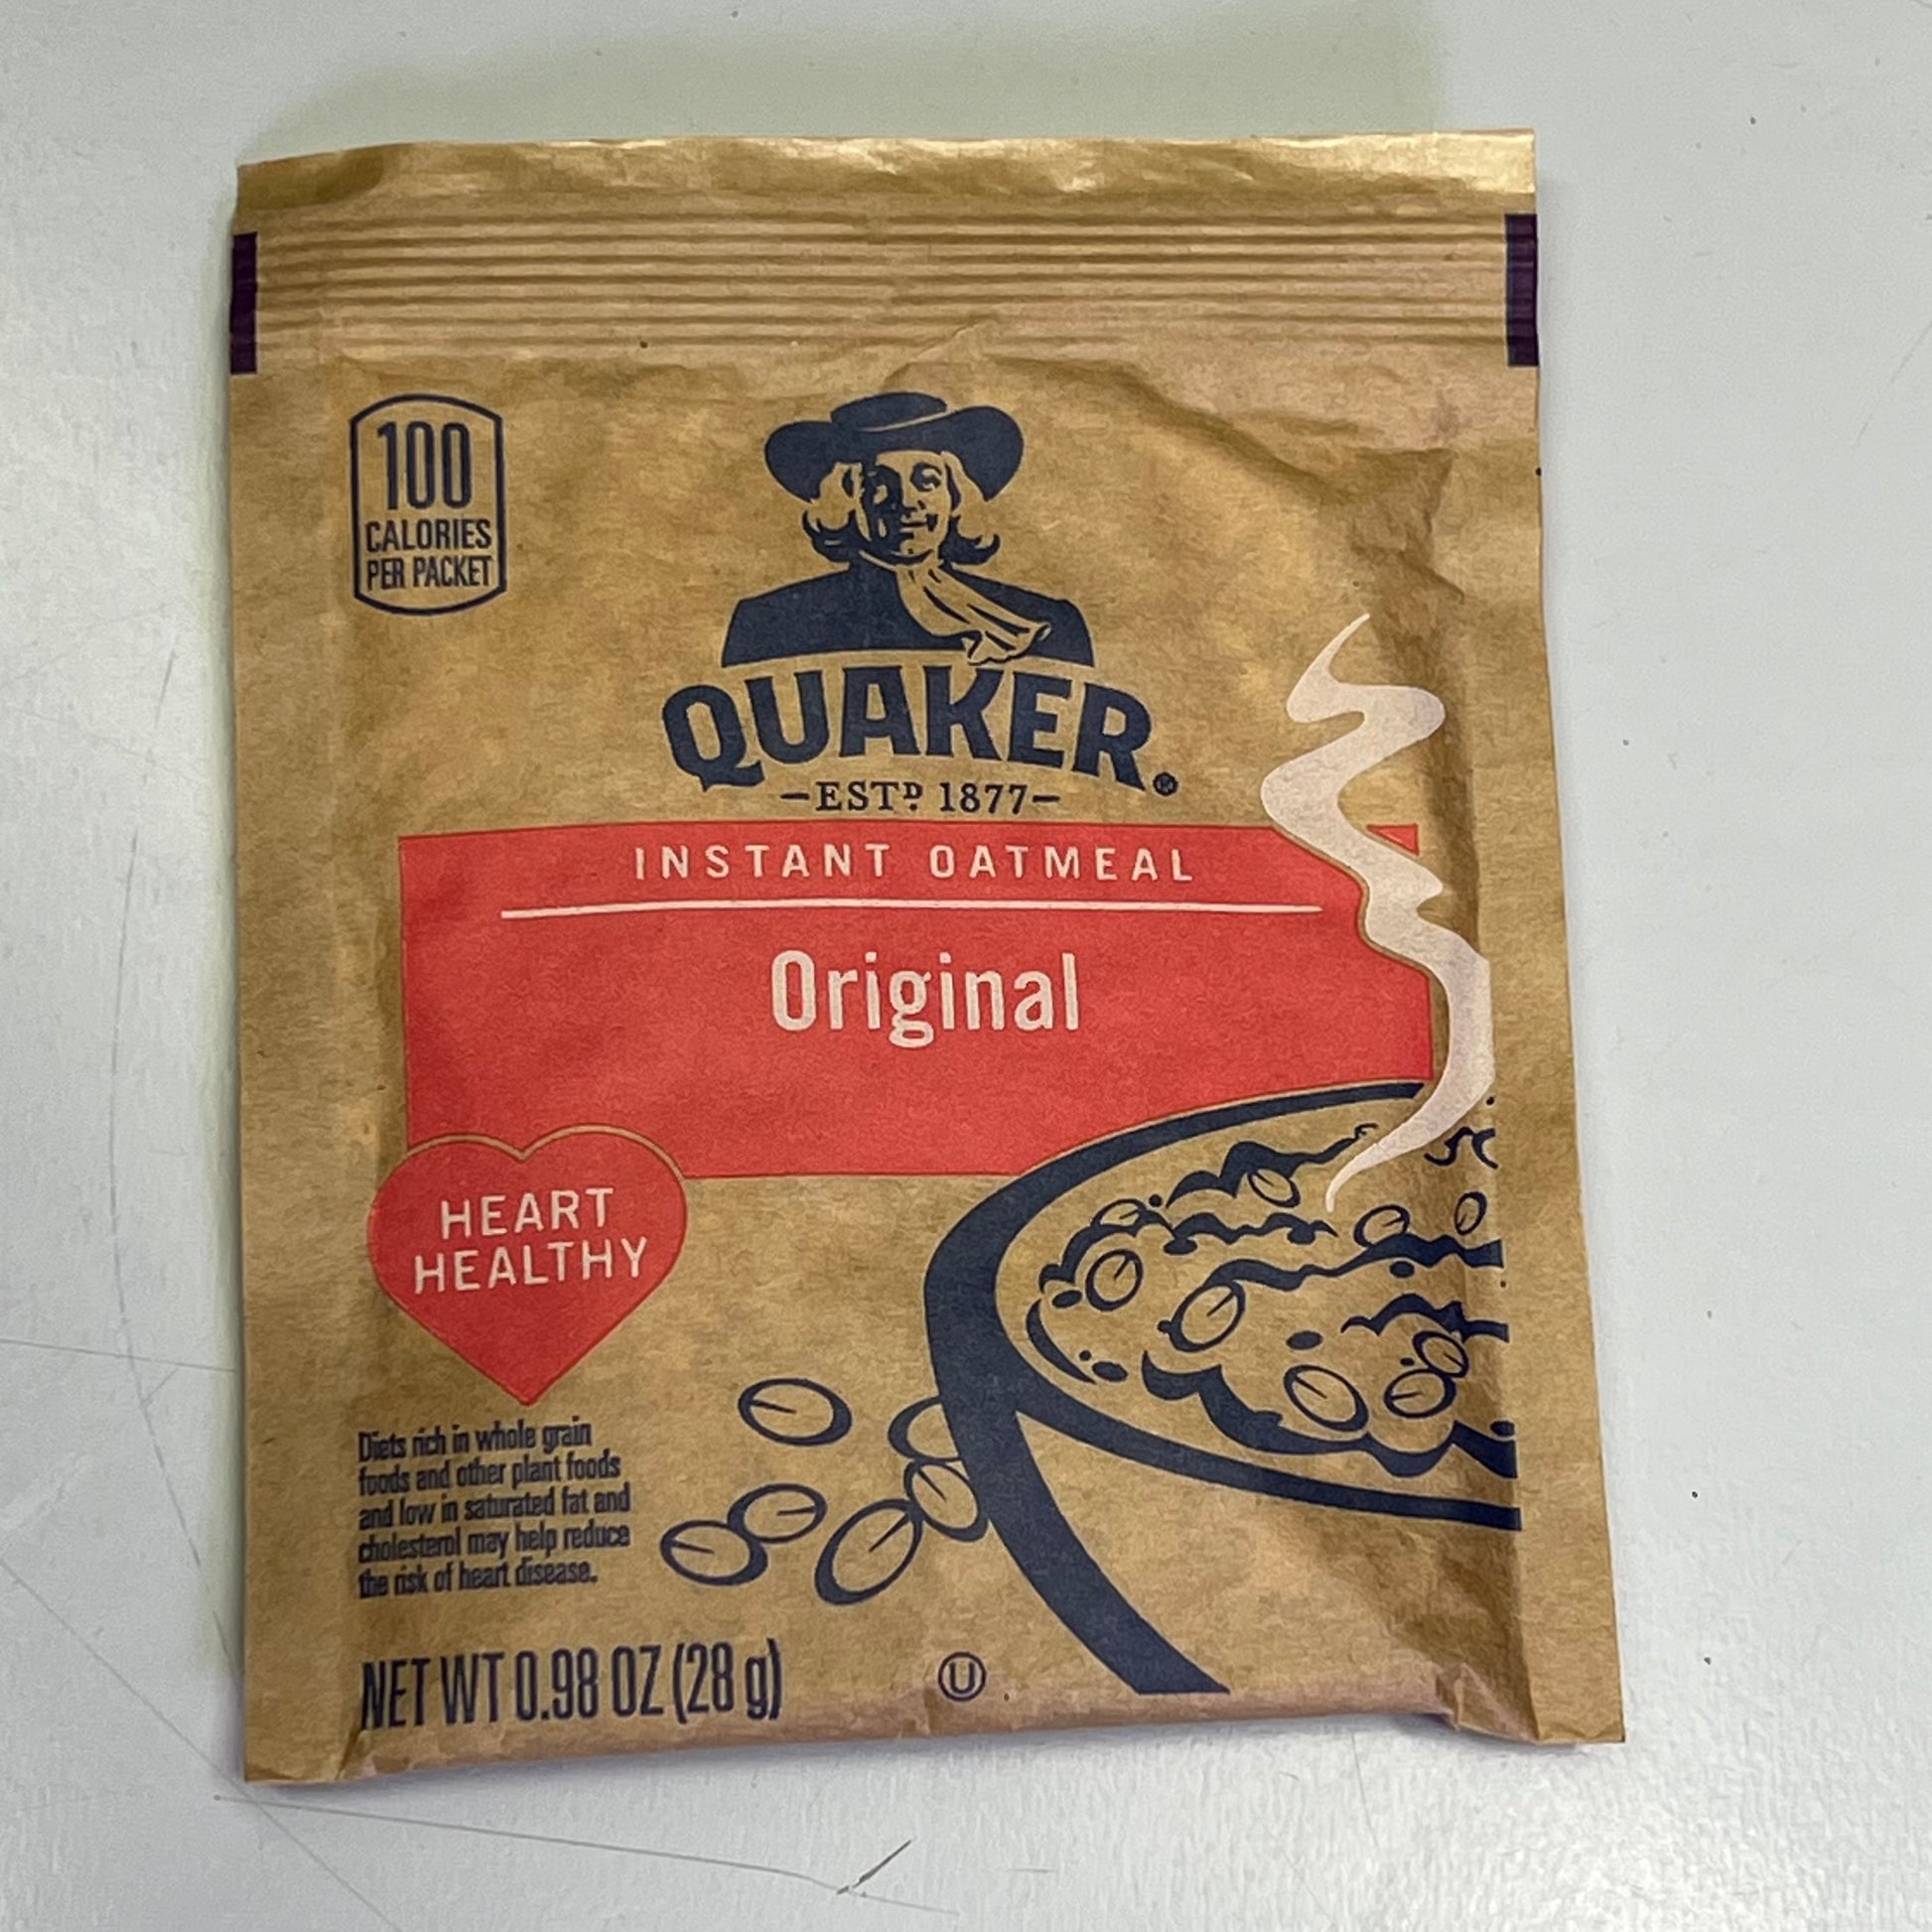 100
CALORIES
PER PACKET
QUAKER®
–ESTD 1877–
INSTANT OATMEAL
Original
HEART
HEALTHY
Diets rich in whole grain
foods and other plant foods
and low in saturated fat and
cholesterol may help reduce
the risk of heart disease.
NET WT 0.98 OZ (28 g)
U